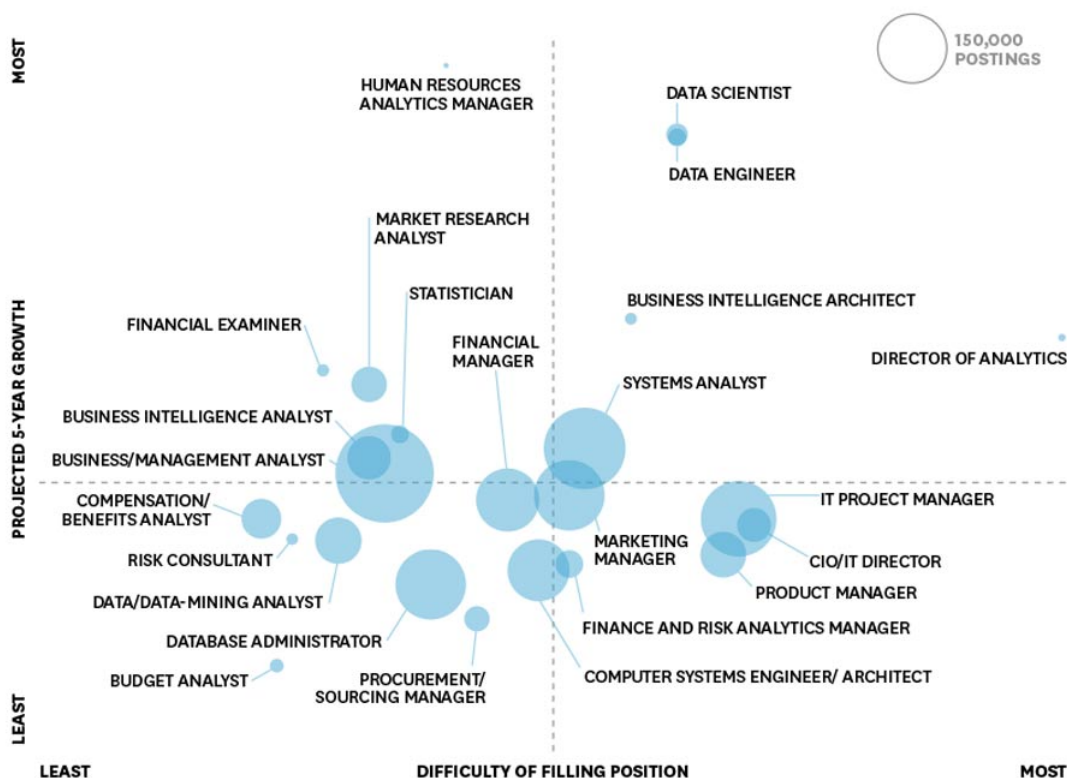 150,000
POSTINGS
MOST
HUMAN RESOURCES
ANALYTICS MANAGER
DATA SCIENTIST
DATA ENGINEER
MARKET RESEARCH
ANALYST
STATISTICIAN
BUSINESS INTELLIGENCE ARCHITECT
FINANCIAL EXAMINER
FINANCIAL
MANAGER
DIRECTOR OF ANALYTICS
SYSTEMS ANALYST
BUSINESS INTELLIGENCE ANALYST
BUSINESS/MANAGEMENT ANALYST
PROJECTED 5-YEAR GROWTH
COMPENSATION/
BENEFITS ANALYST
IT PROJECT MANAGER
RISK CONSULTANT
MARKETING
MANAGER
CIO/IT DIRECTOR
PRODUCT MANAGER
DATA/DATA-MINING ANALYST
FINANCE AND RISK ANALYTICS MANAGER
DATABASE ADMINISTRATOR
COMPUTER SYSTEMS ENGINEER/ ARCHITECT
BUDGET ANALYST
PROCUREMENT/
SOURCING MANAGER
LEAST
LEAST
DIFFICULTY OF FILLING POSITION
MOST